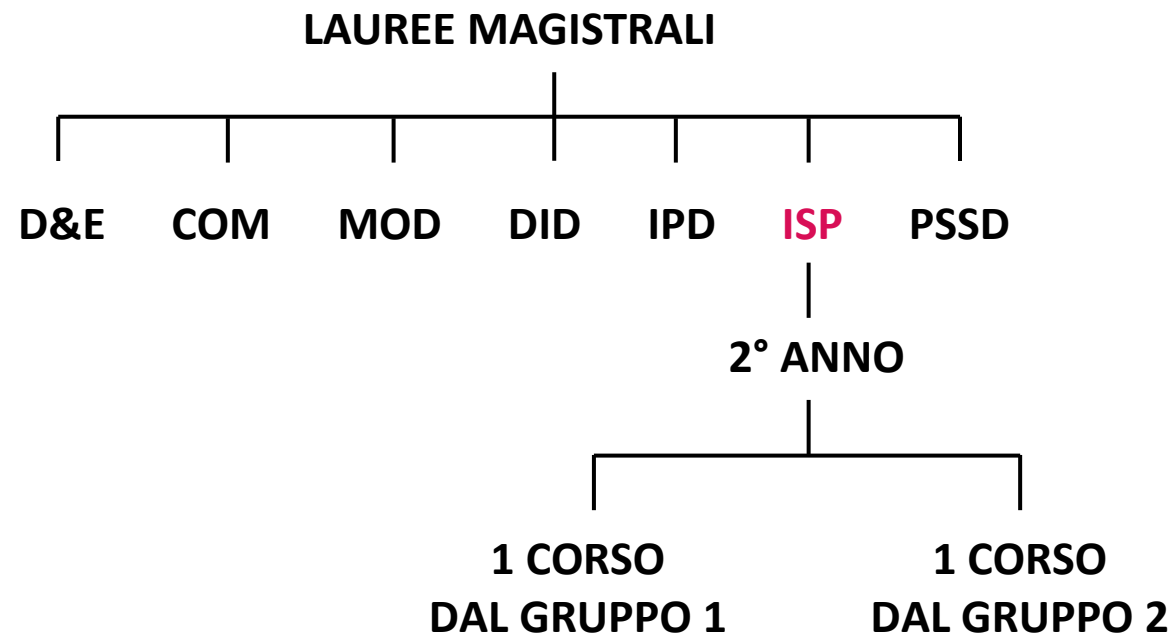 LAUREE MAGISTRALI
D&E COM MOD DID IPD ISP PSSD
2° ANNO
1 CORSO
DAL GRUPPO 1
1 CORSO
DAL GRUPPO 2